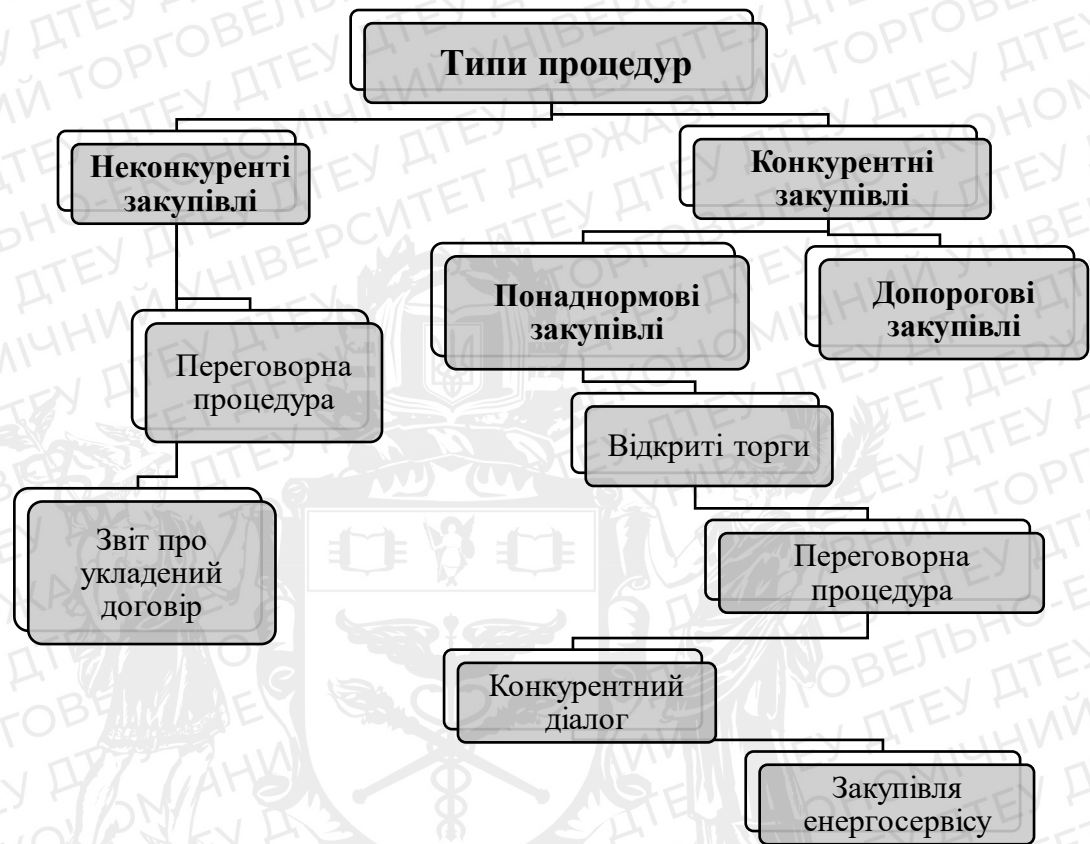 Типи процедур
Неконкуренті
закупівлі
Конкурентні
закупівлі
Понаднормові
закупівлі
Допорогові
закупівлі
Переговорна
процедура
Відкриті торги
Звіт про
укладений
договір
Переговорна
процедура
Конкурентний
діалог
Закупівля
енергосервісу